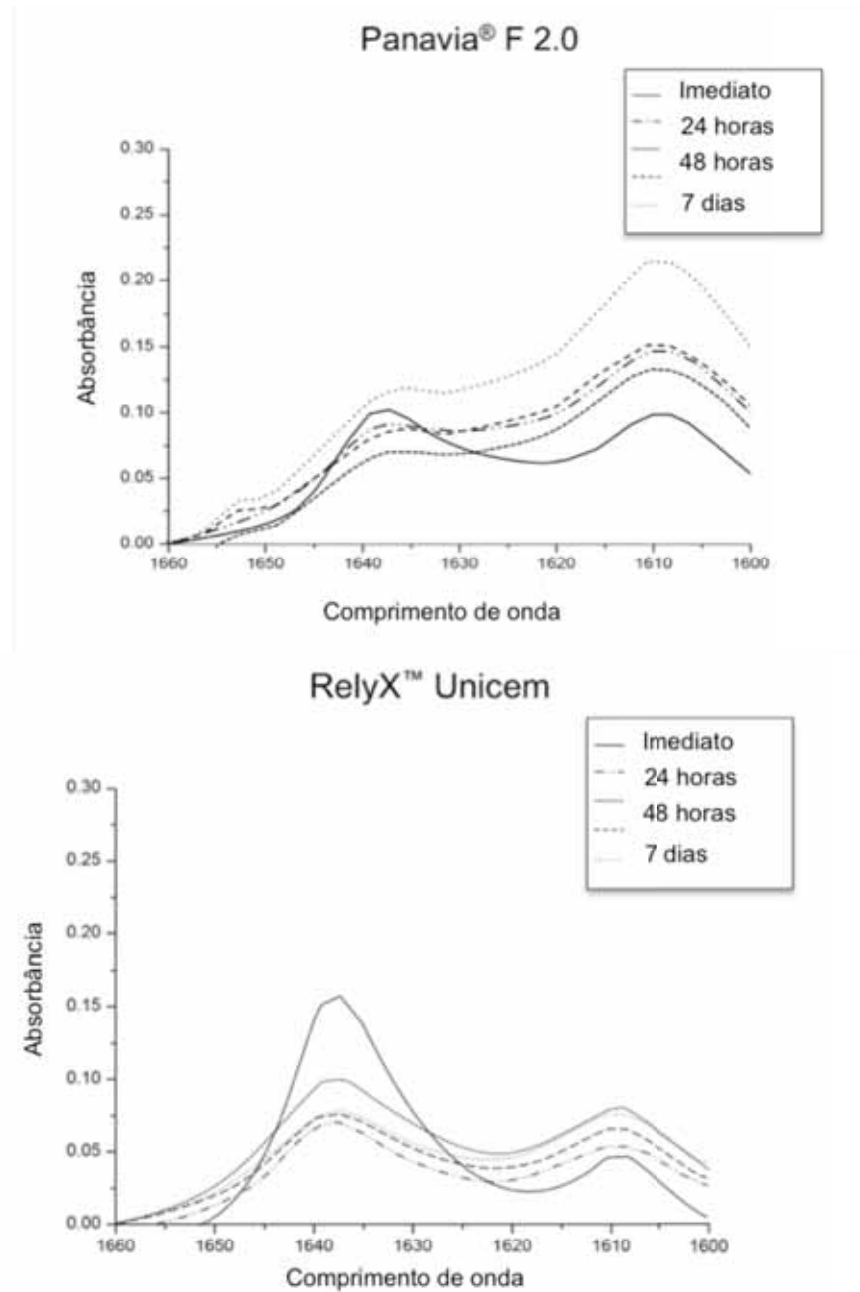 Panavia® F 2.0
Imediato
24 horas
48 horas
7 dias
0.30
0.25
0.20
0.15
0.10
0.05
0.00
Absorbância
1660 1650 1640 1630 1620 1610 1600
Comprimento de onda
RelyX™ Unicem
Imediato
24 horas
48 horas
7 dias
0.30
0.25
0.20
0.15
0.10
0.05
0.00
Absorbância
1660 1650 1640 1630 1620 1610 1600
Comprimento de onda